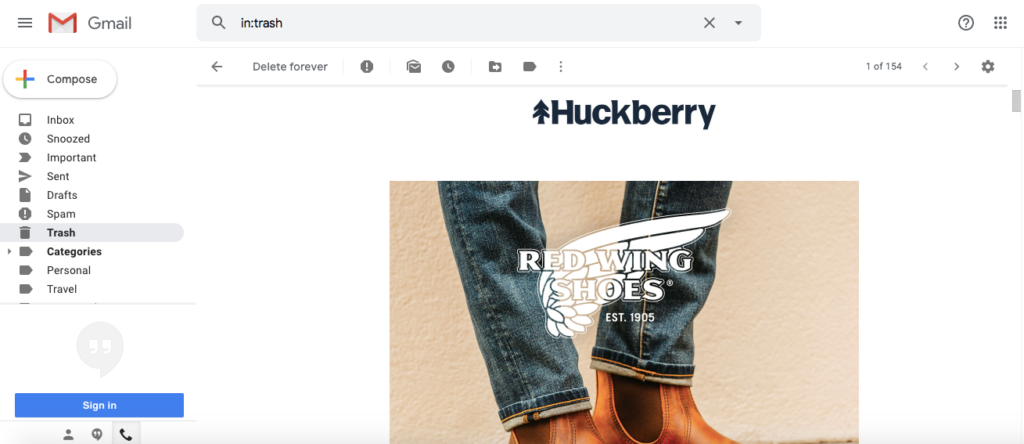 Gmail
in:trash
Delete forever
1 of 154
Compose
Inbox
Snoozed
Important
Sent
Drafts
Spam
Trash
Categories
Personal
Travel
Sign in
Huckberry
RED WING
SHOES®
EST. 1905